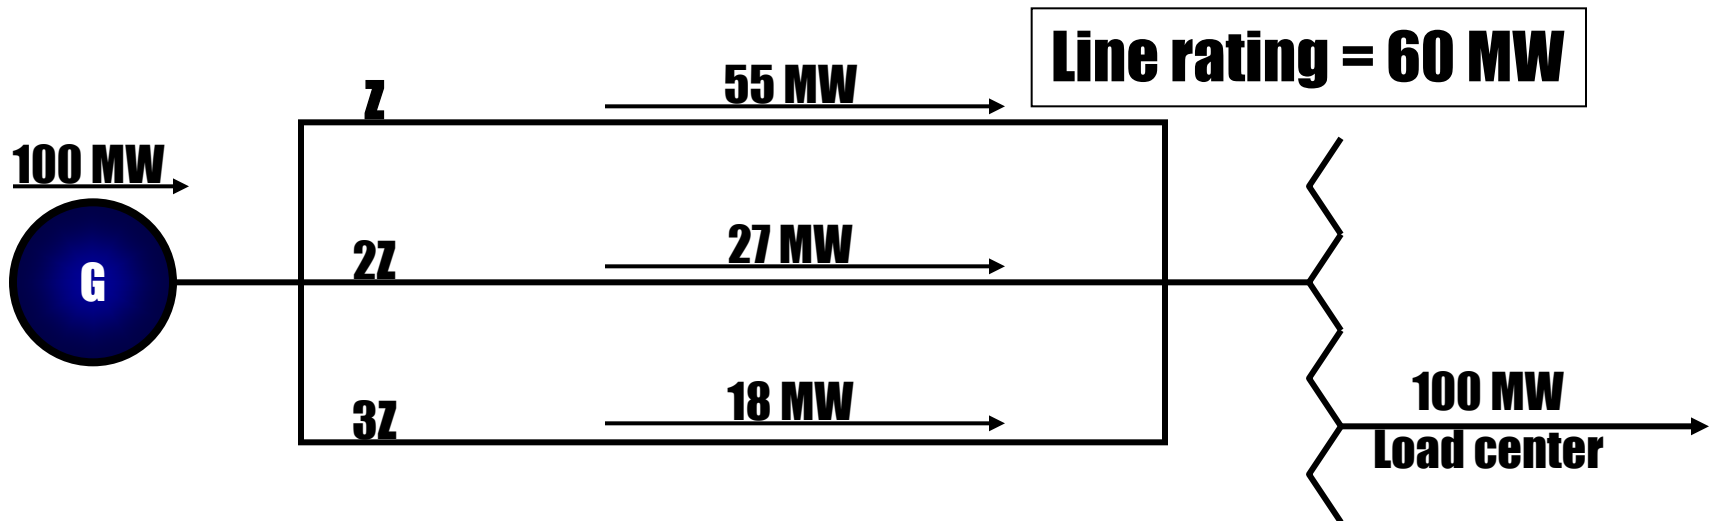 Line rating = 60 MW
Z
55 MW
100 MW
G
2Z
27 MW
3Z
18 MW
100 MW
Load center